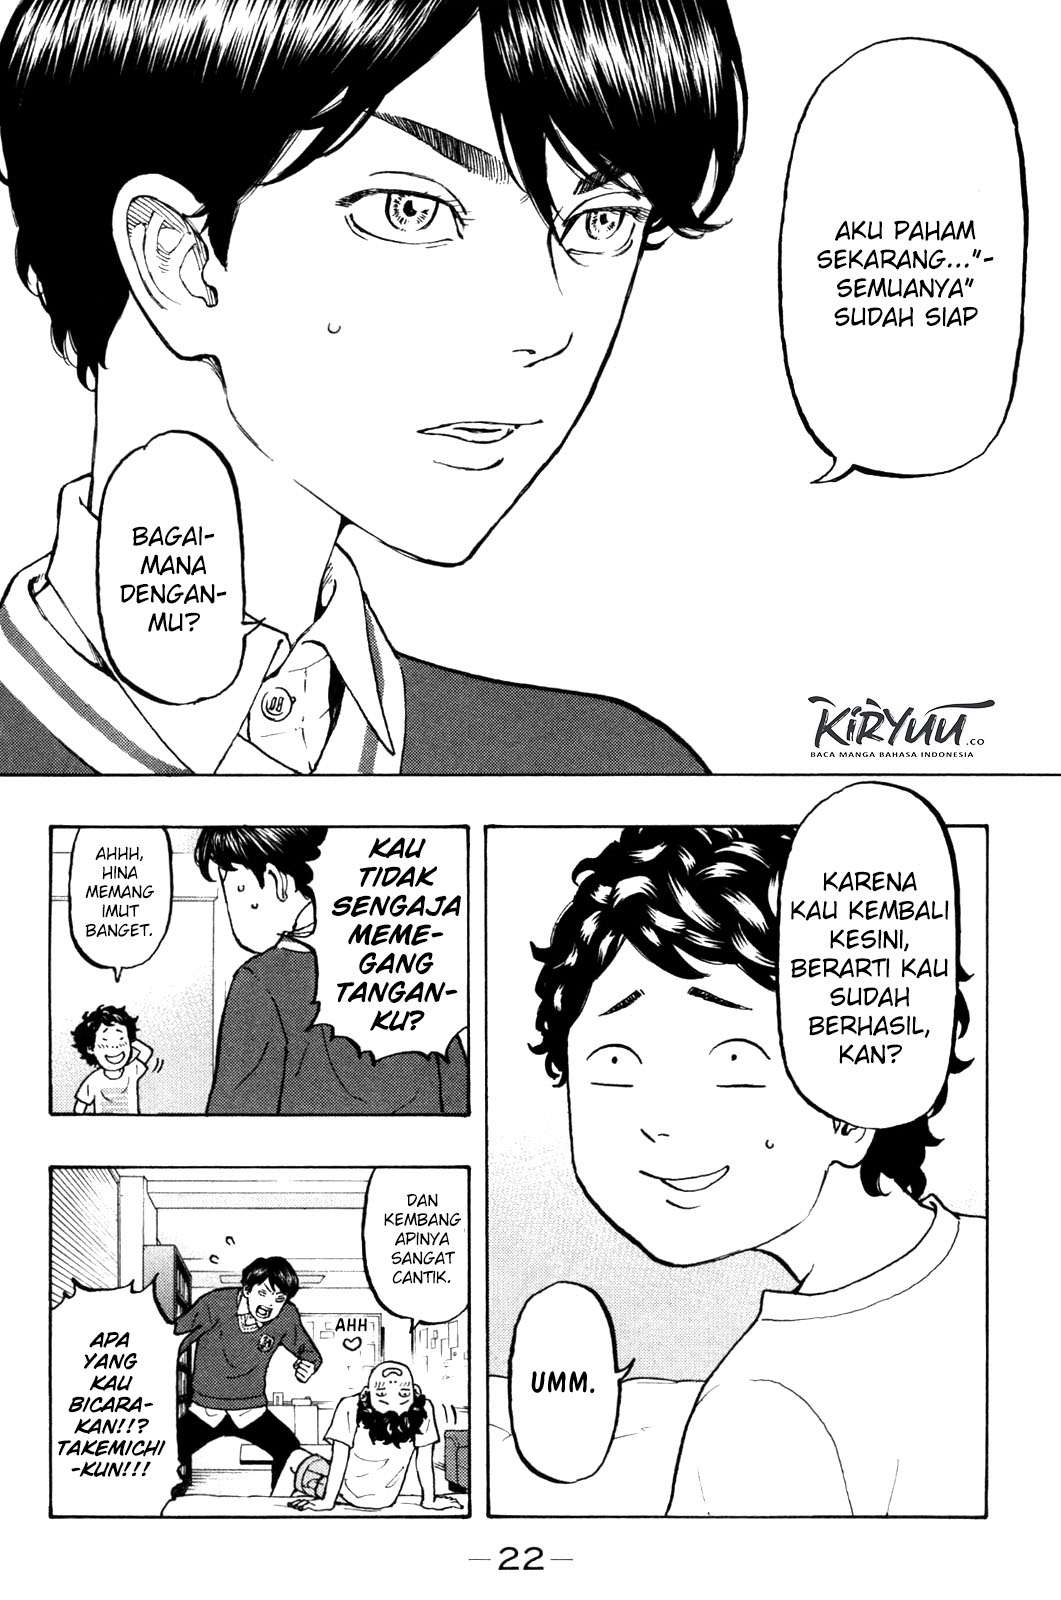 AKU PAHAM
SEKARANG..."-
SEMUANYA"
SUDAH SIAP
BAGAI-
MANA
DENGAN-
MU?
KIRYUU.CO
BACA MANGA BAHASA INDONESIA
KARENA
KAU KEMBALI
KESINI,
BERARTI KAU
SUDAH
BERHASIL,
KAN?
UMM.
KAU
TIDAK
SENGAJA
MEME-
GANG
TANGAN-
KU?
AHHH,
HINA
MEMANG
IMUT
BANGET.
DAN
KEMBANG
APINYA
SANGAT
CANTIK.
AHH
APA
YANG
KAU
BICARA-
KAN!!?
TAKEMICHI
-KUN!!!
-22-